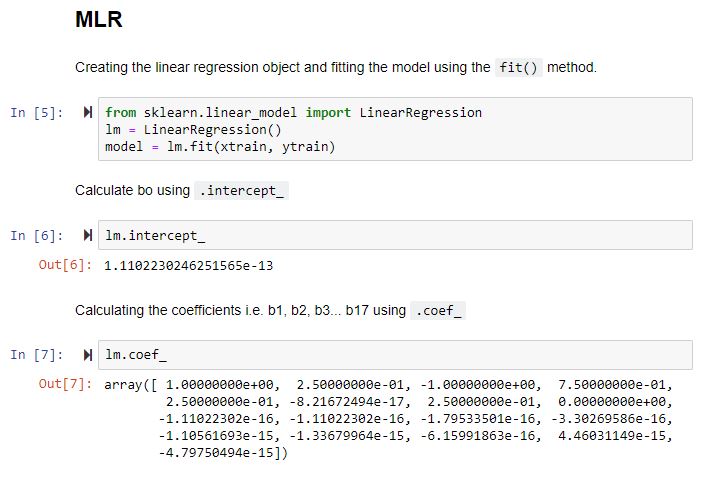 MLR
Creating the linear regression object and fitting the model using the fit() method.
In [5]:
from sklearn.linear_model import LinearRegression
lm = LinearRegression()
model = lm.fit(xtrain, ytrain)
Calculate bo using .intercept_
In [6]:
lm.intercept_
Out[6]: 1.1102230246251565e-13
Calculating the coefficients i.e. b1, b2, b3... b17 using .coef_
In [7]:
lm.coef_
Out[7]: array([ 1.00000000e+00,  2.50000000e-01, -1.00000000e+00,  7.50000000e-01,
2.50000000e-01, -8.21672494e-17,  2.50000000e-01,  0.00000000e+00,
-1.11022302e-16, -1.11022302e-16, -1.79533501e-16, -3.30269586e-16,
-1.10561693e-15, -1.33679964e-15, -6.15991863e-16,  4.46031149e-15,
-4.79750494e-15])